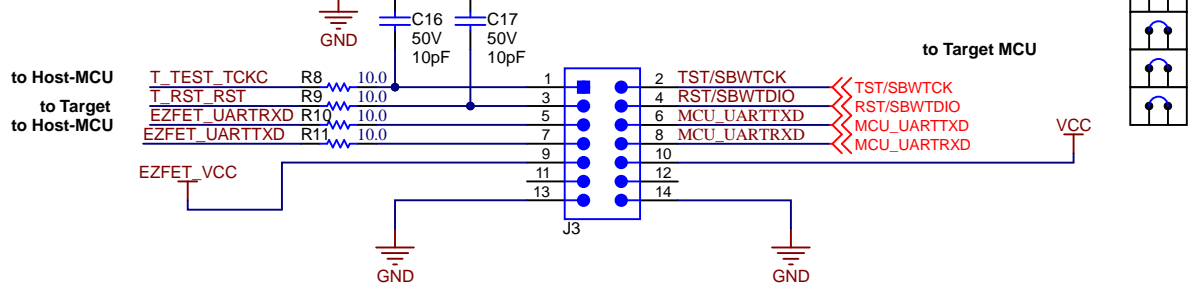 C16
50V
10pF
C17
50V
10pF
GND
to Target MCU
to Host-MCU
T_TEST_TCKC
R8
10.0
1
2
TST/SBWTCK
TST/SBWTCK
to Target
T_RST_RST
R9
10.0
3
4
RST/SBWTDIO
RST/SBWTDIO
to Host-MCU
EZFET_UARTRXD
R10
10.0
5
6
MCU_UARTTXD
MCU_UARTTXD
EZFET_UARTTXD
R11
10.0
7
8
MCU_UARTRXD
MCU_UARTRXD
VCC
9
10
EZFET_VCC
11
12
13
14
J3
GND
GND